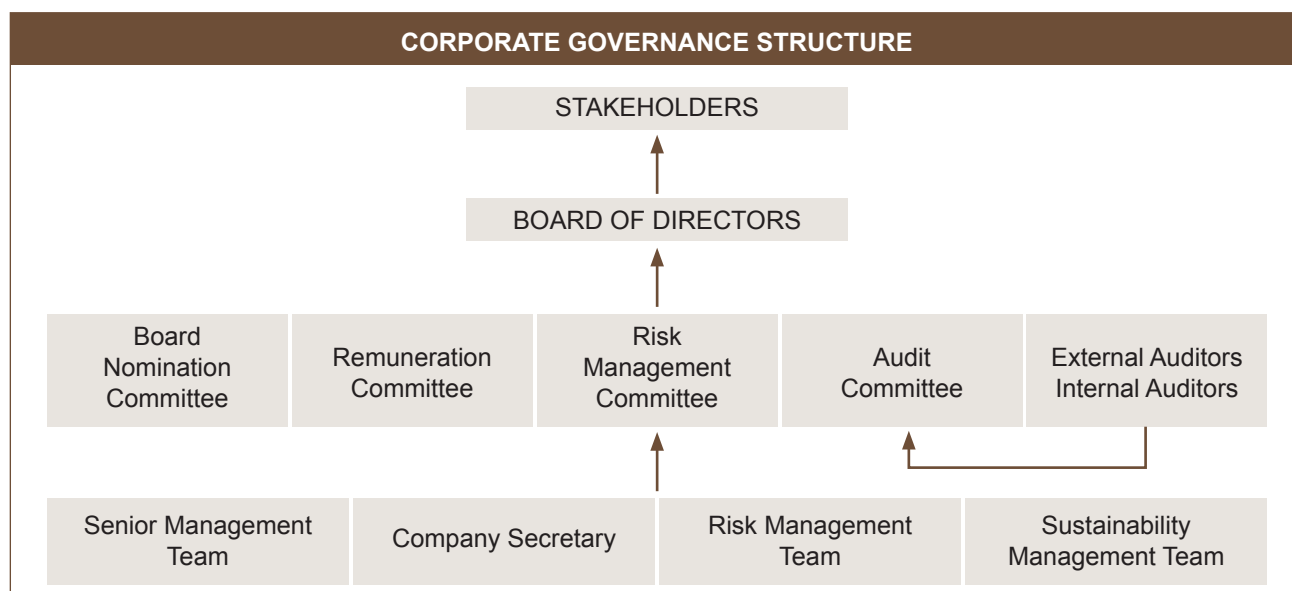 CORPORATE GOVERNANCE STRUCTURE
STAKEHOLDERS
BOARD OF DIRECTORS
Board
Nomination
Committee
Remuneration
Committee
Risk
Management
Committee
Audit
Committee
External Auditors
Internal Auditors
Senior Management
Team
Company Secretary
Risk Management
Team
Sustainability
Management Team